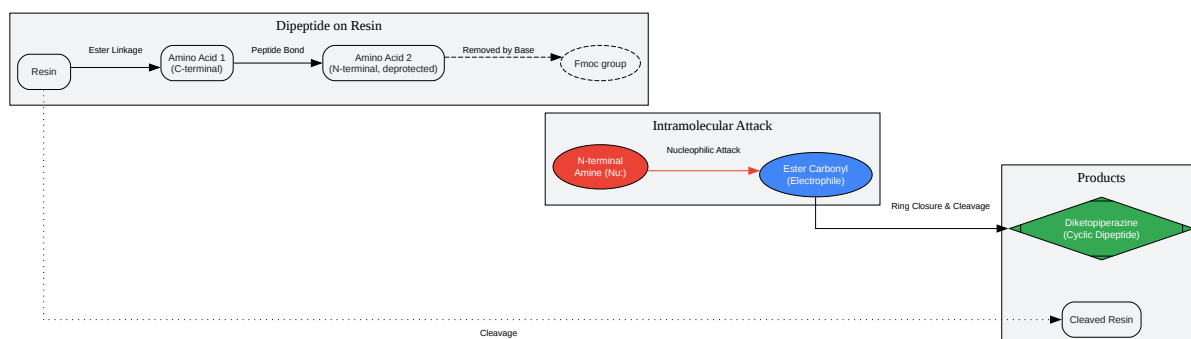 Dipeptide on Resin
Ester Linkage
Peptide Bond
Removed by Base
Resin
Amino Acid 1
(C-terminal)
Amino Acid 2
(N-terminal, deprotected)
Fmoc group
Intramolecular Attack
Nucleophilic Attack
N-terminal
Amine (Nu:)
Ester Carbonyl
(Electrophile)
Products
Ring Closure & Cleavage
Diketopiperazine
(Cyclic Dipeptide)
Cleaved Resin
Cleavage